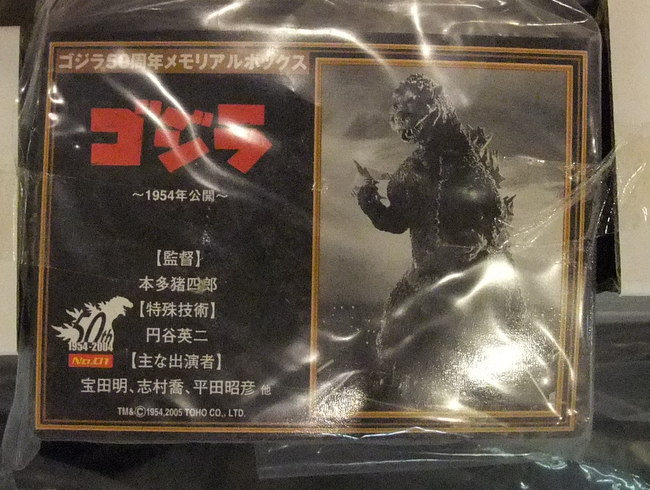 ゴジラ50周年メモリアルボックス
ゴジラ
～1954年公開～
【監督】
本多猪四郎
【特殊技術】
円谷英二
【主な出演者】
宝田明、志村喬、平田昭彦 他
50th
1954-2004
No.01
TM&Ⓒ1954,2005 TOHO CO., LTD.